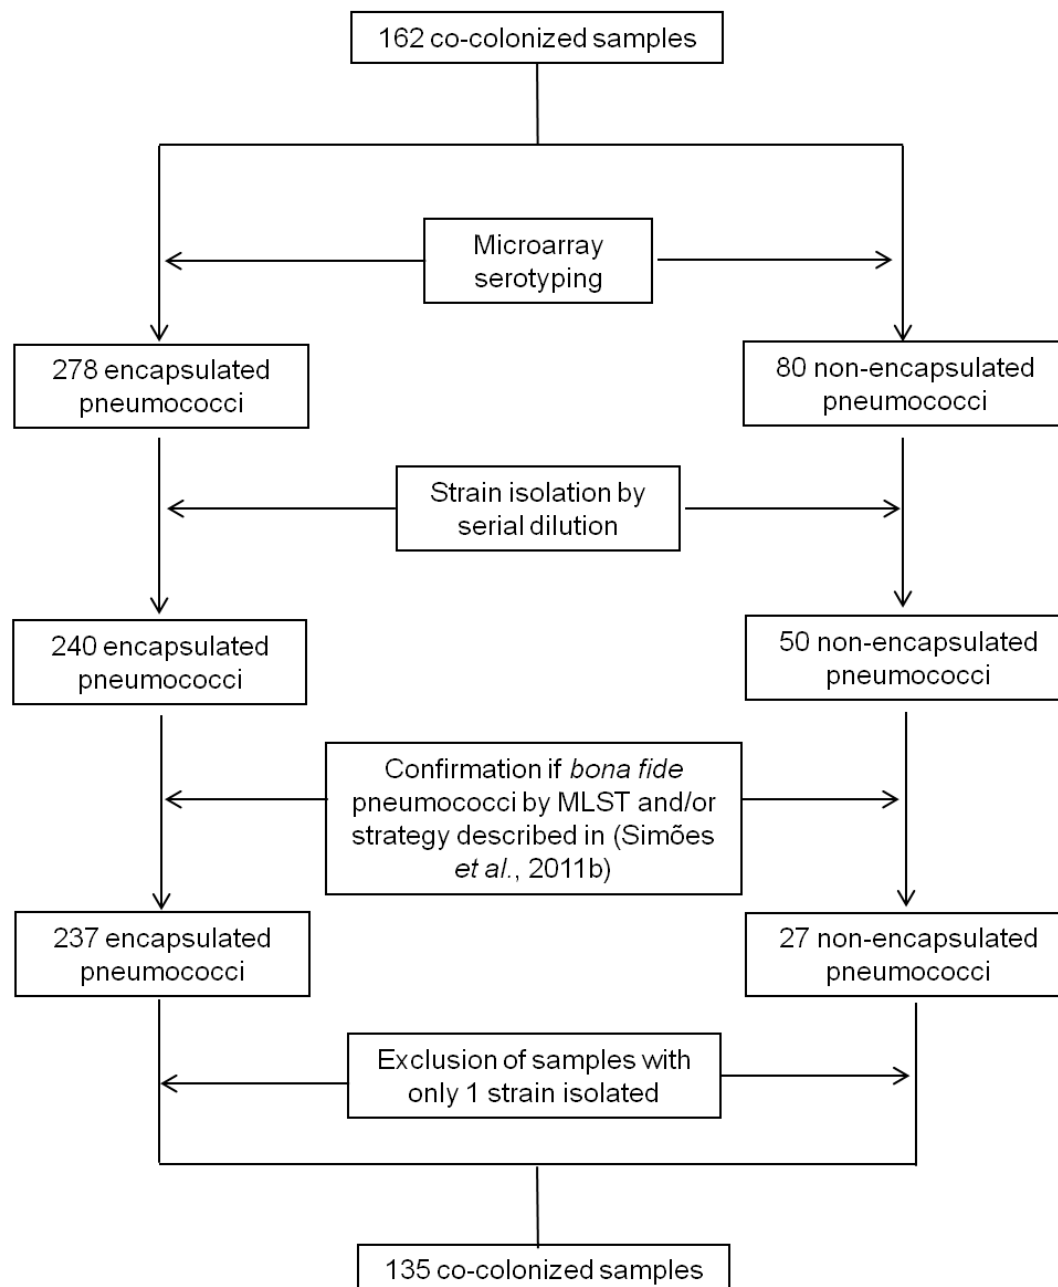 162 co-colonized samples
Microarray
serotyping
278 encapsulated
pneumococci
80 non-encapsulated
pneumococci
Strain isolation by
serial dilution
240 encapsulated
pneumococci
50 non-encapsulated
pneumococci
Confirmation if bona fide
pneumococci by MLST and/or
strategy described in (Simões
et al., 2011b)
237 encapsulated
pneumococci
27 non-encapsulated
pneumococci
Exclusion of samples with
only 1 strain isolated
135 co-colonized samples